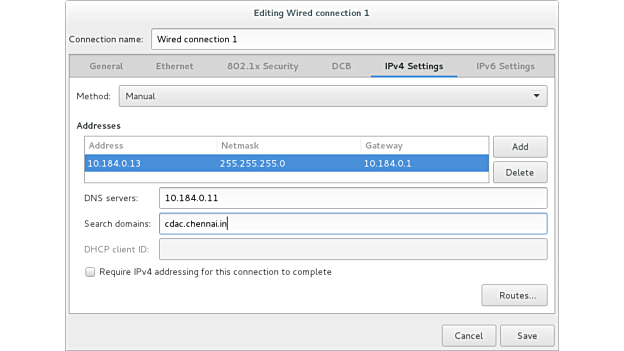 Editing Wired connection 1
Connection name: Wired connection 1
General Ethernet 802.1x Security DCB IPv4 Settings IPv6 Settings
Method: Manual
Addresses
Address Netmask Gateway
10.184.0.13 255.255.255.0 10.184.0.1
Add
Delete
DNS servers: 10.184.0.11
Search domains: cdac.chennai.in
DHCP client ID:
Require IPv4 addressing for this connection to complete
Routes...
Cancel Save